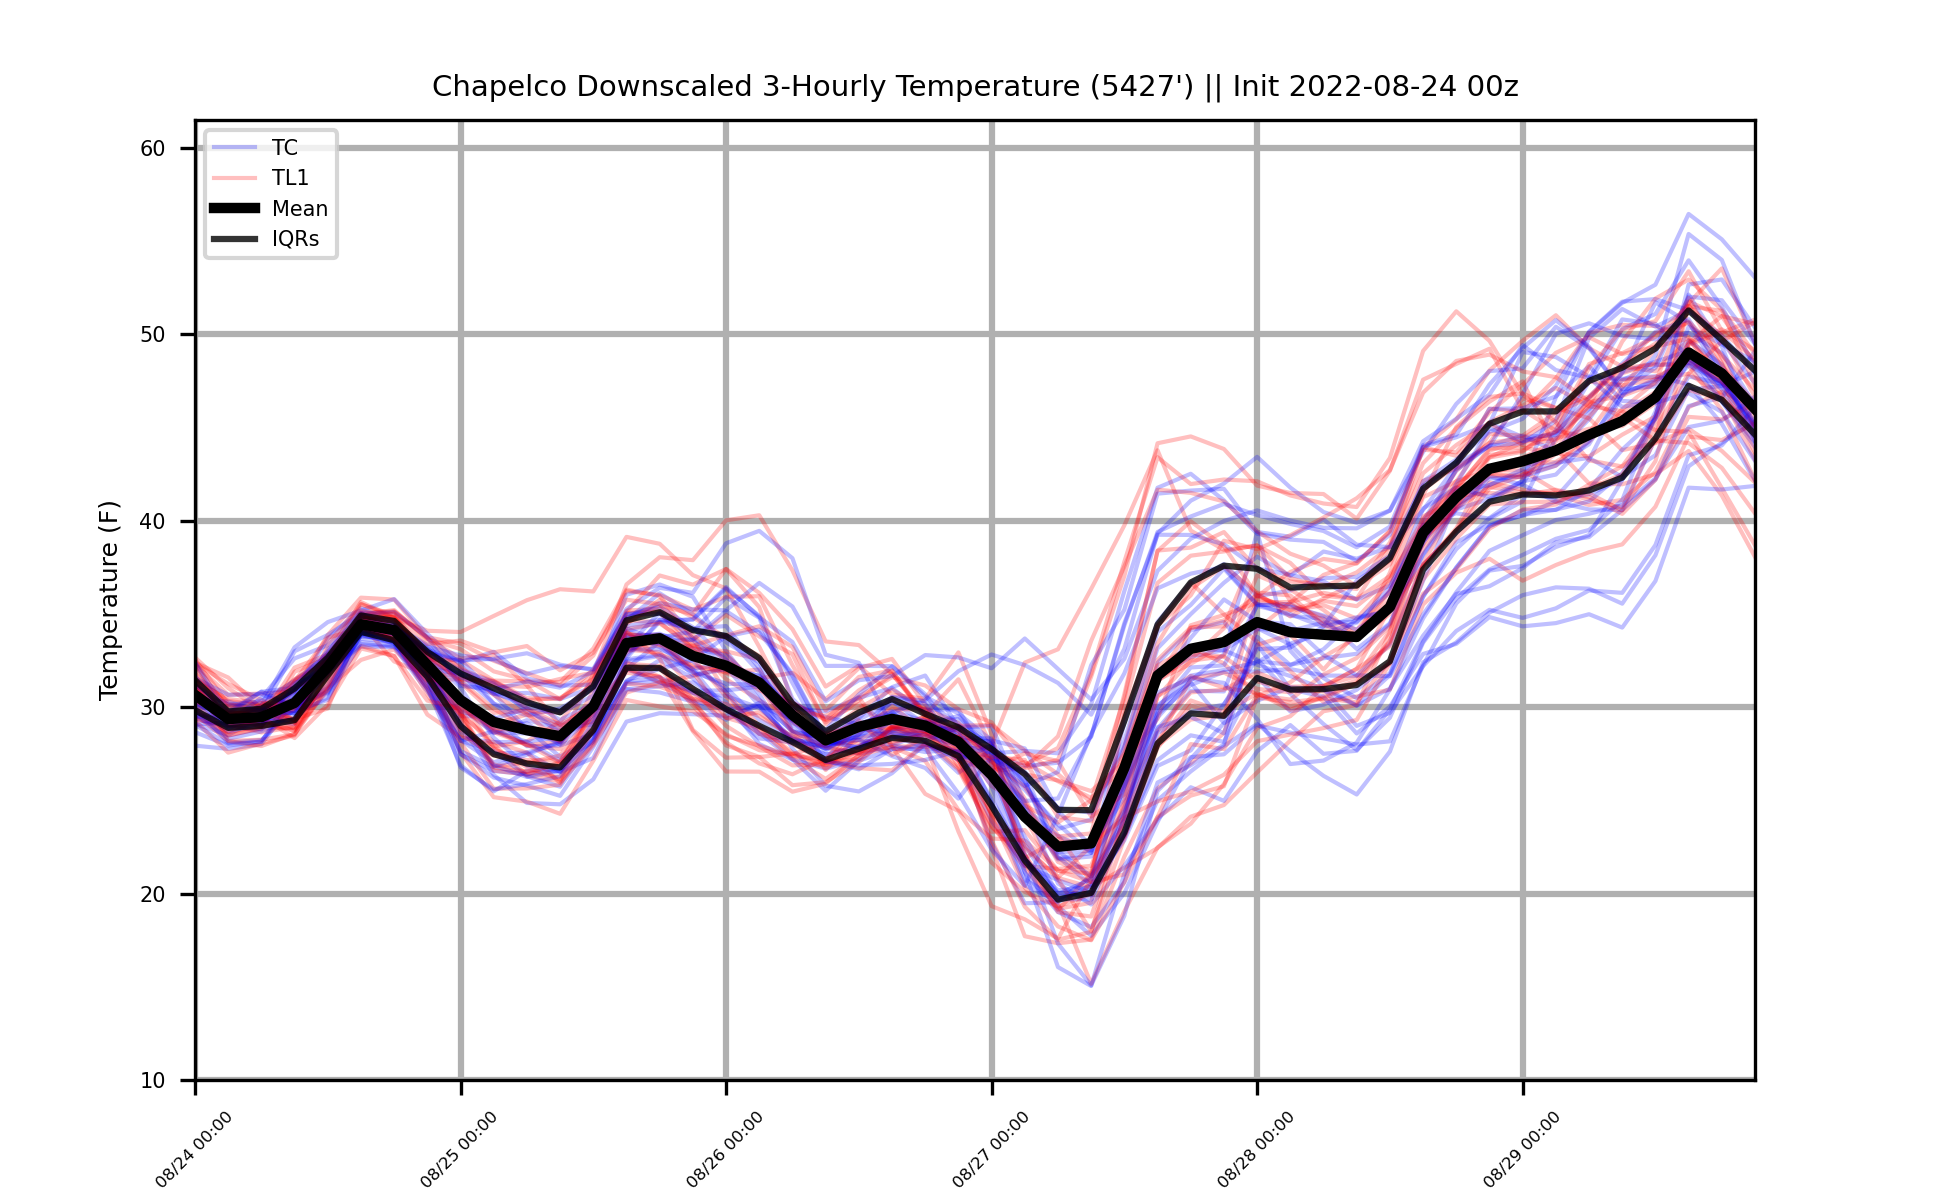 Chapelco Downscaled 3-Hourly Temperature (5427') || Init 2022-08-24 00z
TC
TL1
Mean
IQRs
Temperature (F)
60
50
40
30
20
10
08/24 00:00
08/25 00:00
08/26 00:00
08/27 00:00
08/28 00:00
08/29 00:00